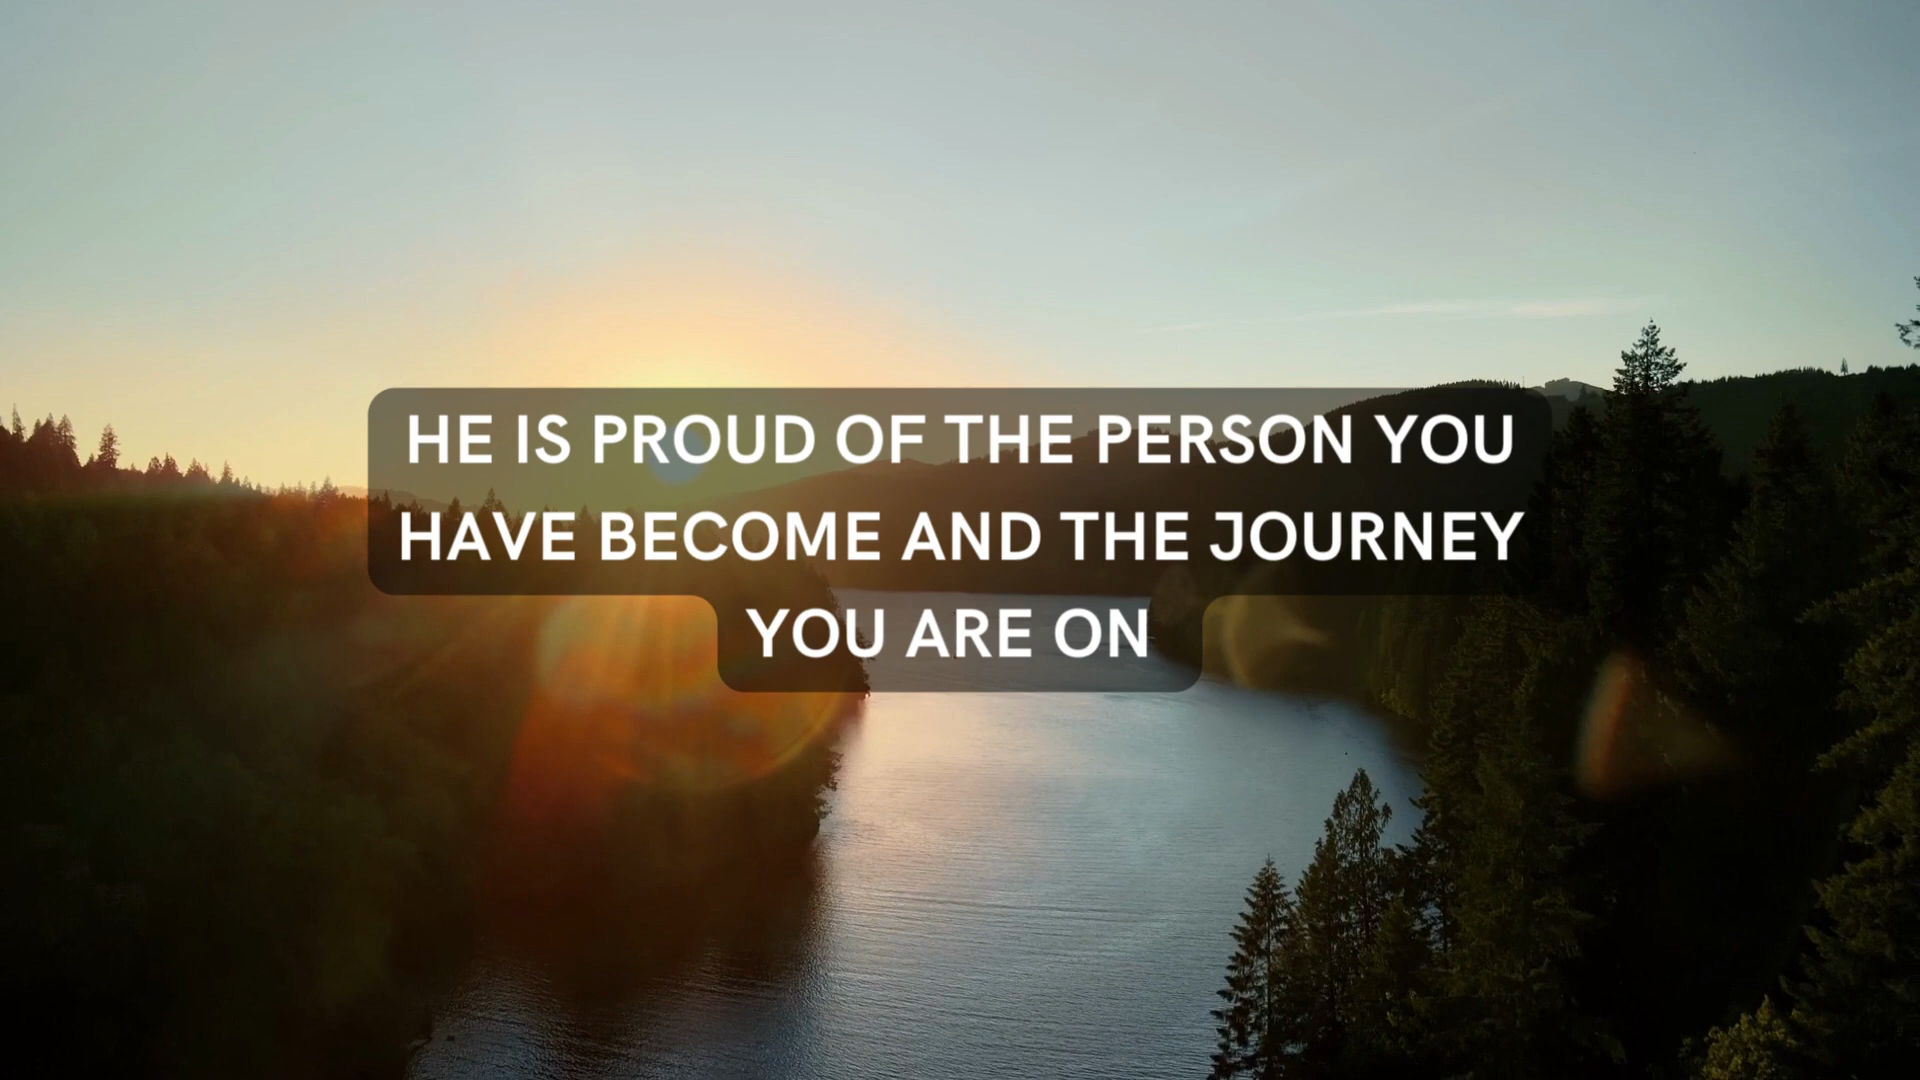 HE IS PROUD OF THE PERSON YOU
HAVE BECOME AND THE JOURNEY
YOU ARE ON